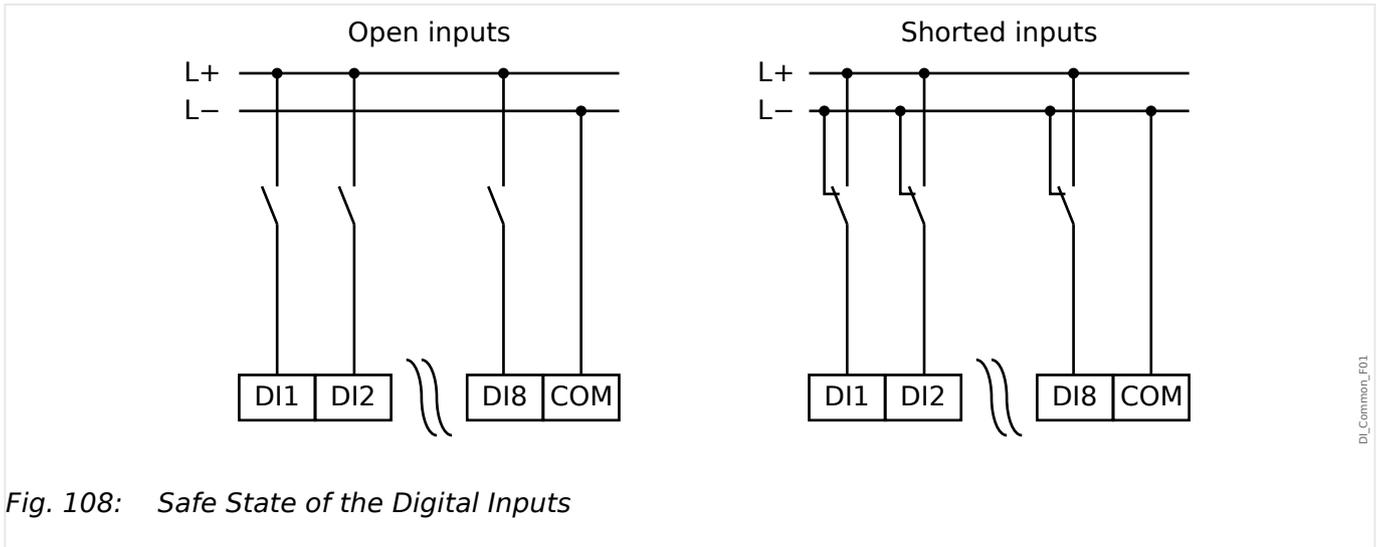 Open inputs
Shorted inputs
L+
L−
L+
L−
DI1 DI2 DI8 COM
DI1 DI2 DI8 COM
DI_Common_F01
Fig. 108: Safe State of the Digital Inputs